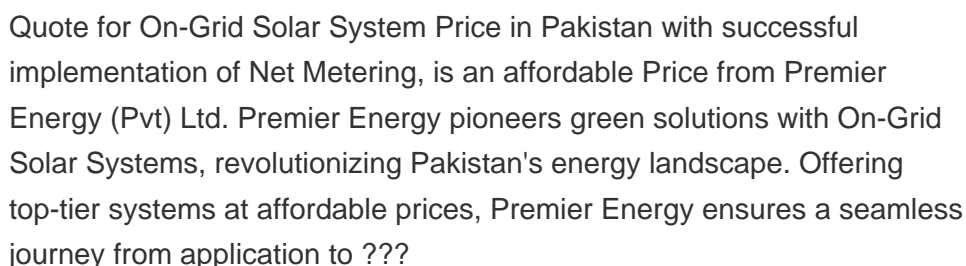 Quote for On-Grid Solar System Price in Pakistan with successful
implementation of Net Metering, is an affordable Price from Premier
Energy (Pvt) Ltd. Premier Energy pioneers green solutions with On-Grid
Solar Systems, revolutionizing Pakistan's energy landscape. Offering
top-tier systems at affordable prices, Premier Energy ensures a seamless
journey from application to ???